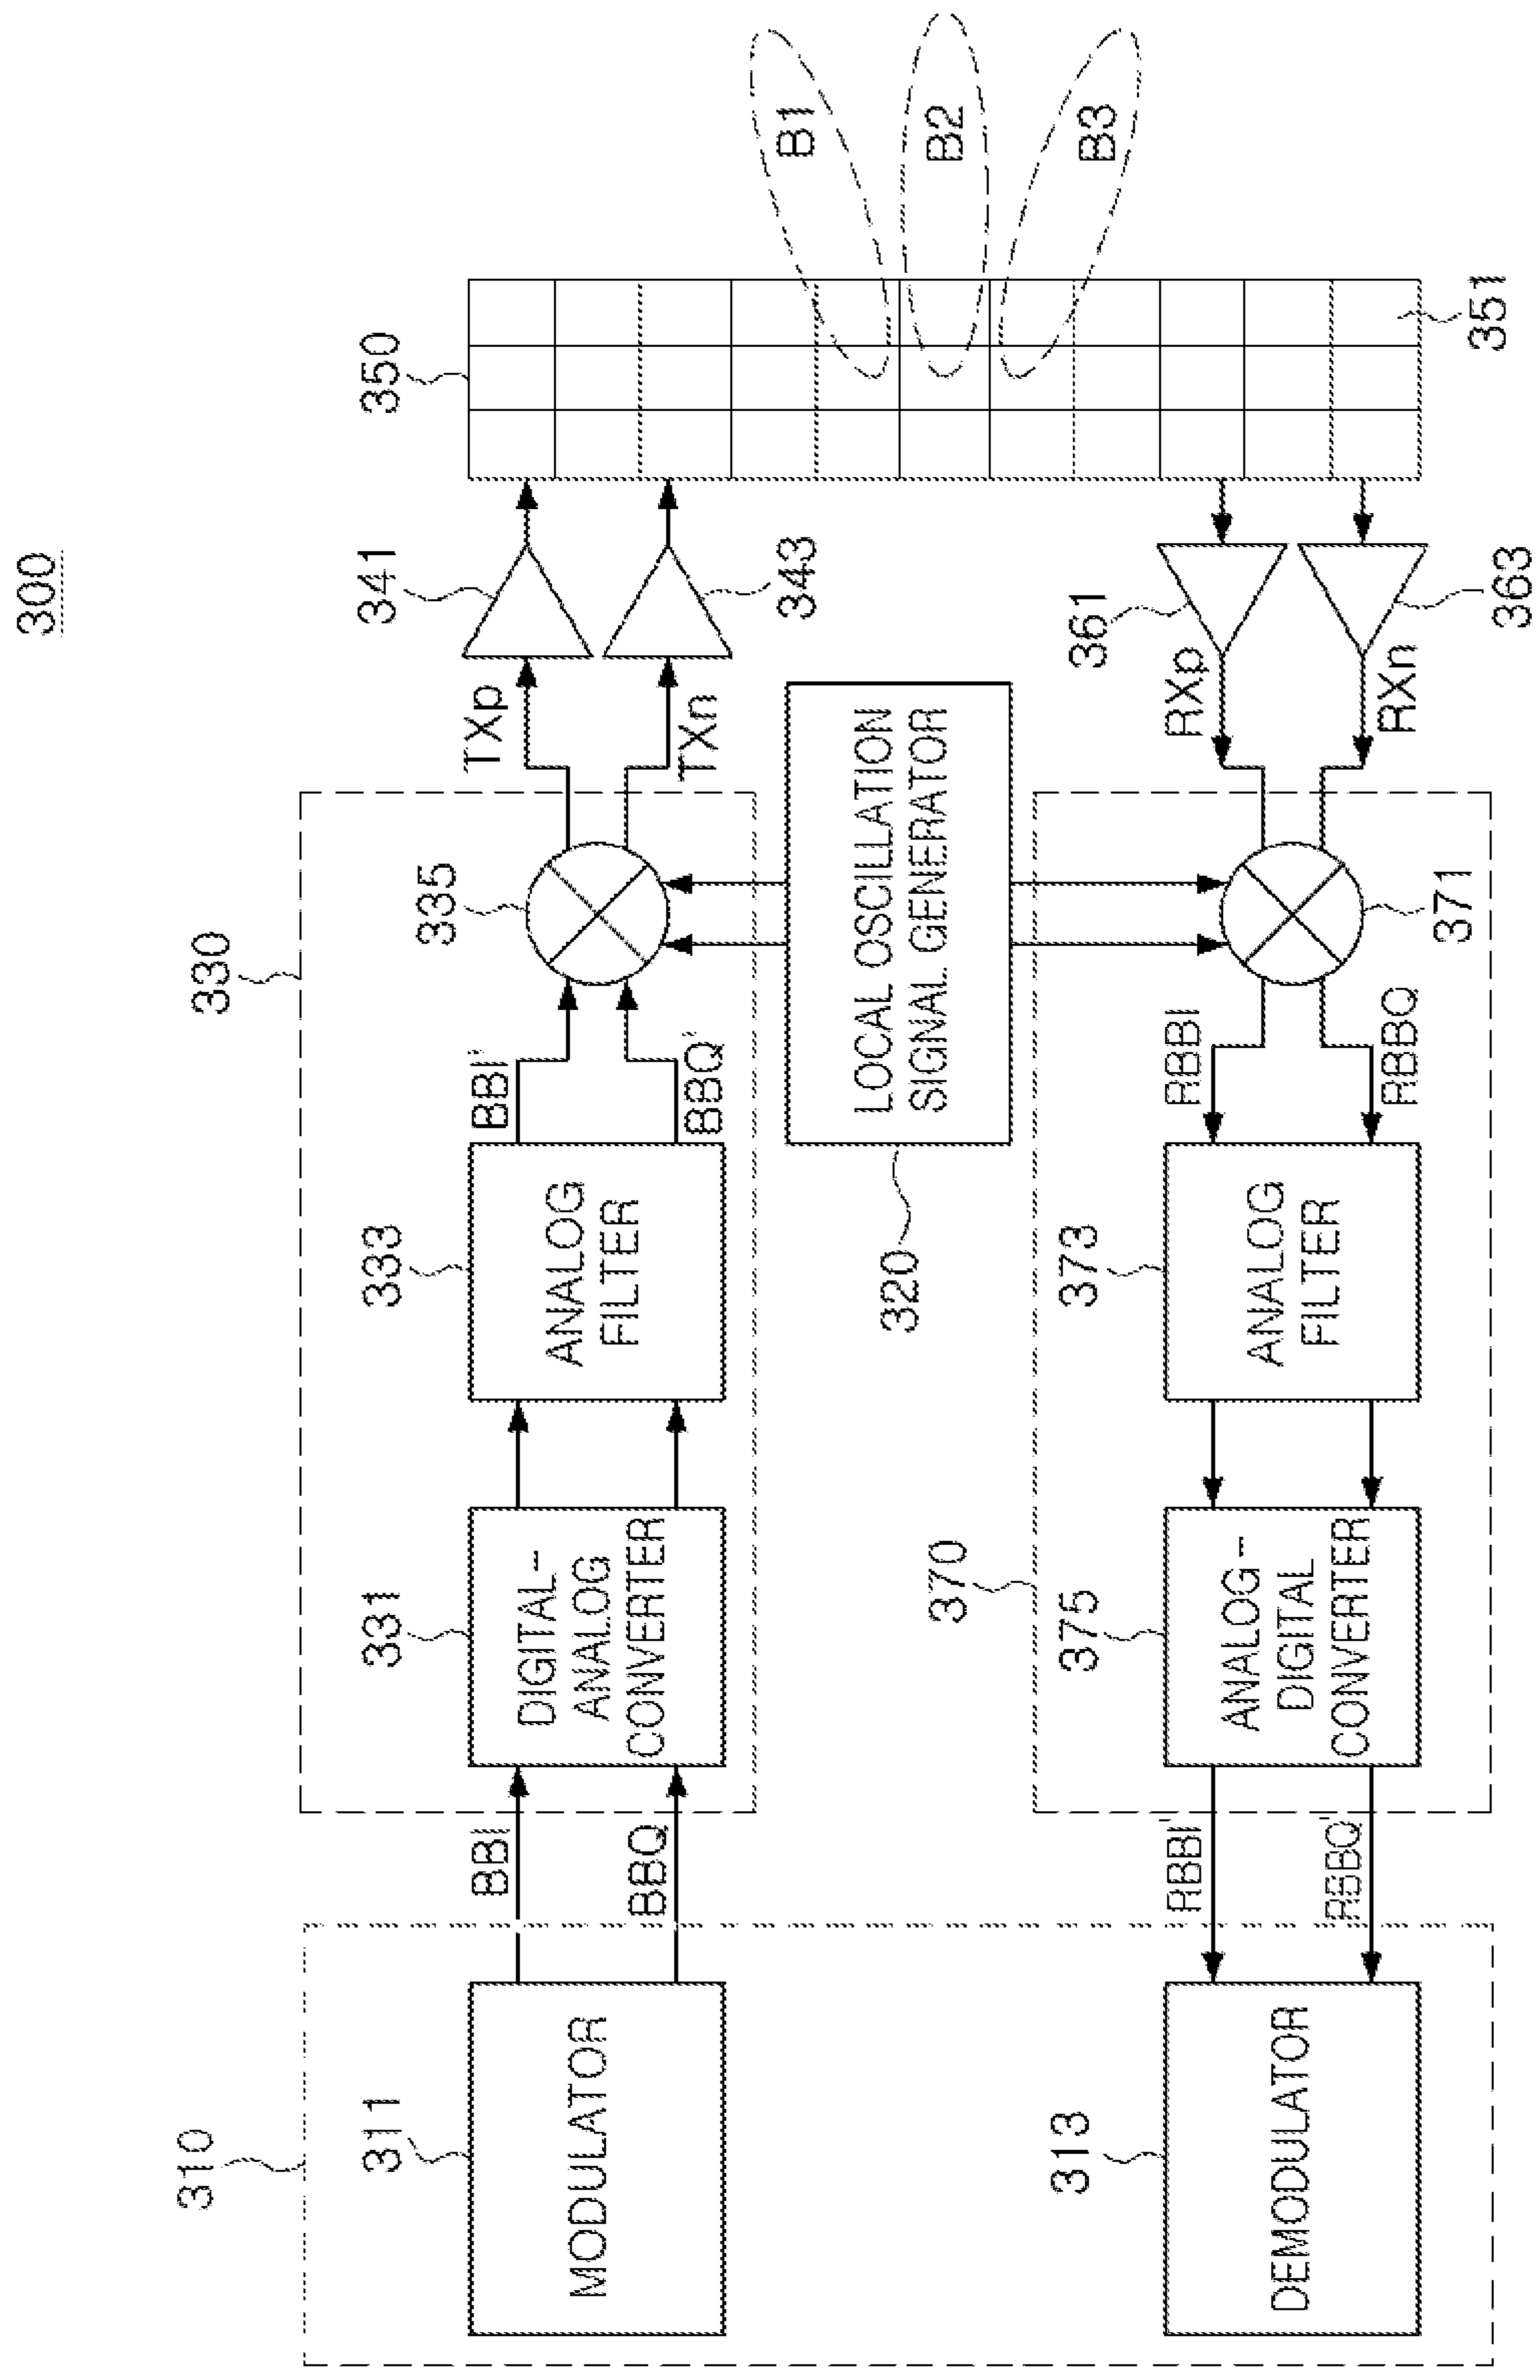 300
310
311
MODULATOR
313
DEMODULATOR
BBI
BBQ
RBBI'
RBBQ'
330
331
DIGITAL-
ANALOG
CONVERTER
333
ANALOG
FILTER
BBI'
BBQ'
335
TXp
TXn
341
343
350
351
B1
B2
B3
320
LOCAL OSCILLATION
SIGNAL GENERATOR
361
363
RXp
RXn
370
371
RBBI
RBBQ
373
ANALOG
FILTER
375
ANALOG-
DIGITAL
CONVERTER